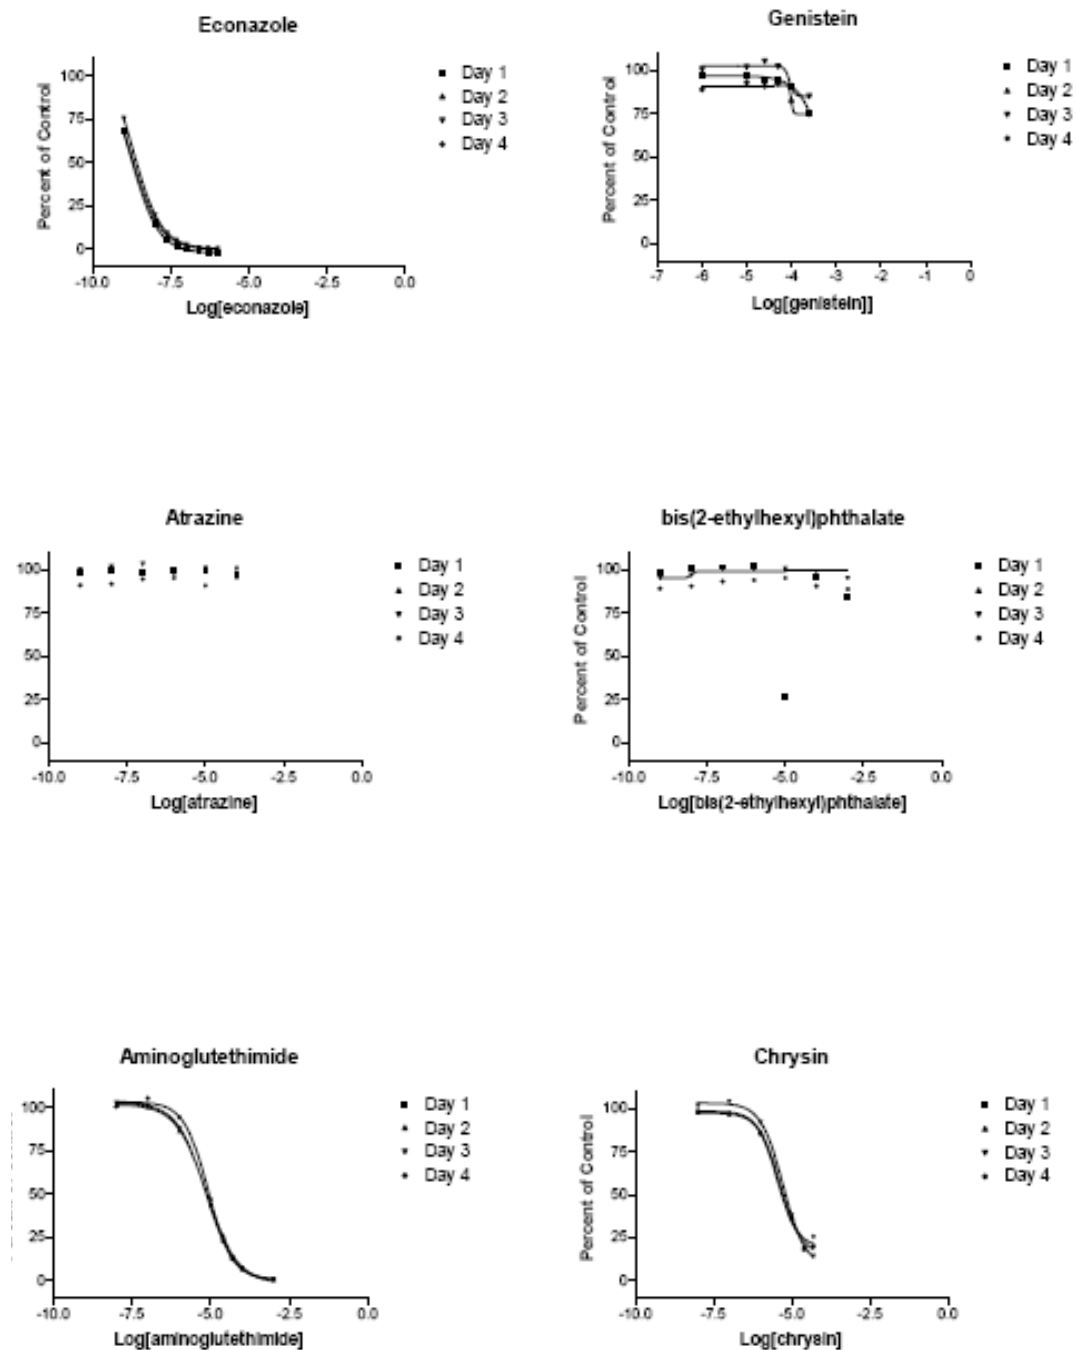 Econazole
Percent of Control
100
75
50
25
0
-10.0 -7.5 -5.0 -2.5 0.0
Log[econazole]
Day 1
Day 2
Day 3
Day 4
Genistein
Percent of Control
100
75
50
25
0
-7 -6 -5 -4 -3 -2 -1 0
Log[genistein]]
Day 1
Day 2
Day 3
Day 4
Atrazine
100
75
50
25
0
-10.0 -7.5 -5.0 -2.5 0.0
Log[atrazine]
Day 1
Day 2
Day 3
Day 4
bis(2-ethylhexyl)phthalate
Percent of Control
100
75
50
25
0
-10.0 -7.5 -5.0 -2.5 0.0
Log[bis(2-ethylhexyl)phthalate]
Day 1
Day 2
Day 3
Day 4
Aminoglutethimide
100
75
50
25
0
-10.0 -7.5 -5.0 -2.5 0.0
Log[aminoglutethimide]
Day 1
Day 2
Day 3
Day 4
Chrysin
Percent of Control
100
75
50
25
0
-10.0 -7.5 -5.0 -2.5 0.0
Log[chrysin]
Day 1
Day 2
Day 3
Day 4